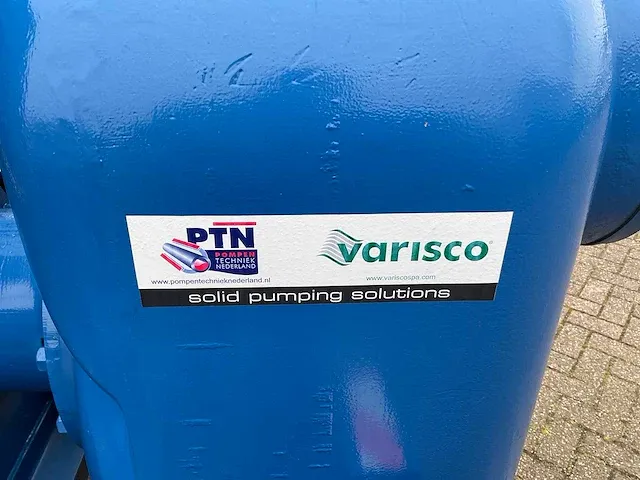 PTN
POMPEN
TECHNIEK
NEDERLAND
www.pompentechnieknederland.nl
varisco
www.variscospa.com
solid pumping solutions